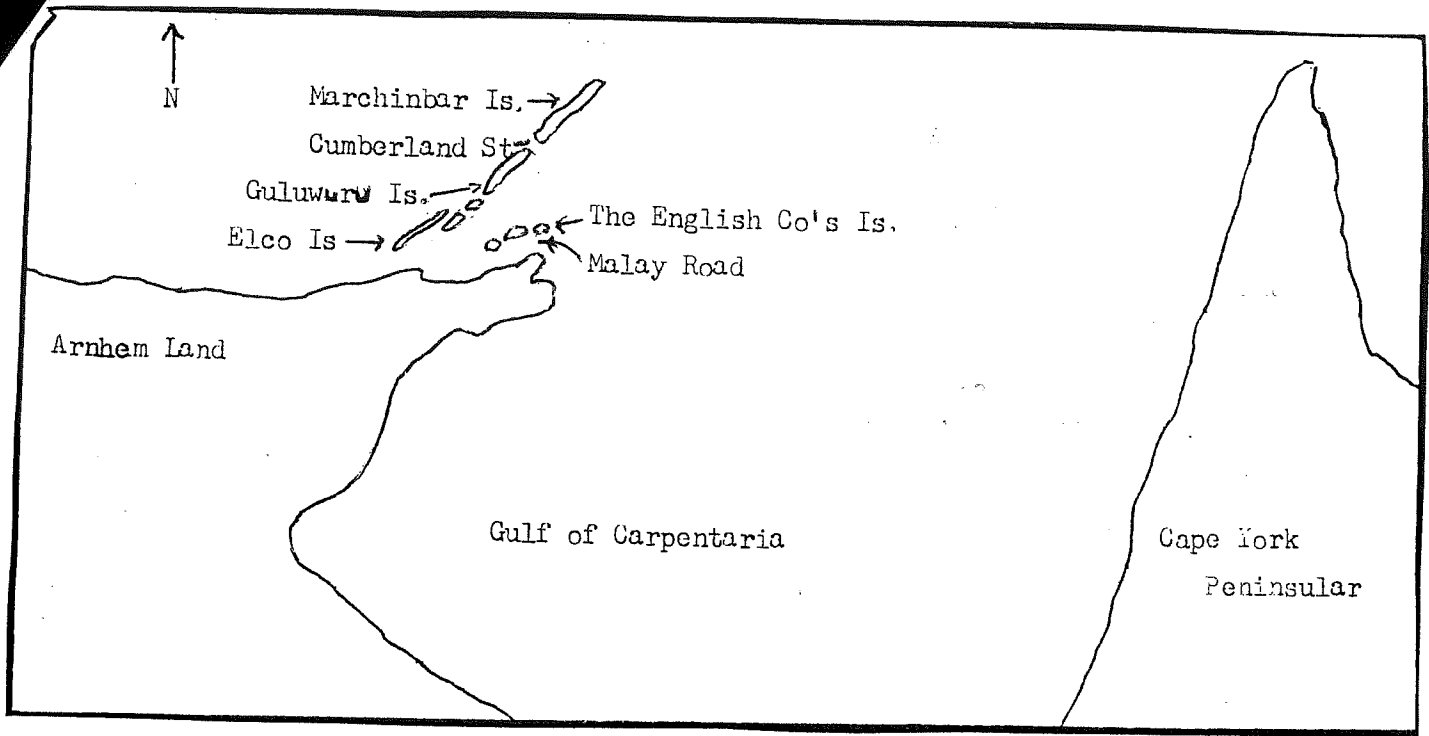 N
Marchinbar Is.
Cumberland St
Guluwuru Is.
Elco Is
The English Co's Is.
Malay Road
Arnhem Land
Gulf of Carpentaria
Cape York
Peninsular